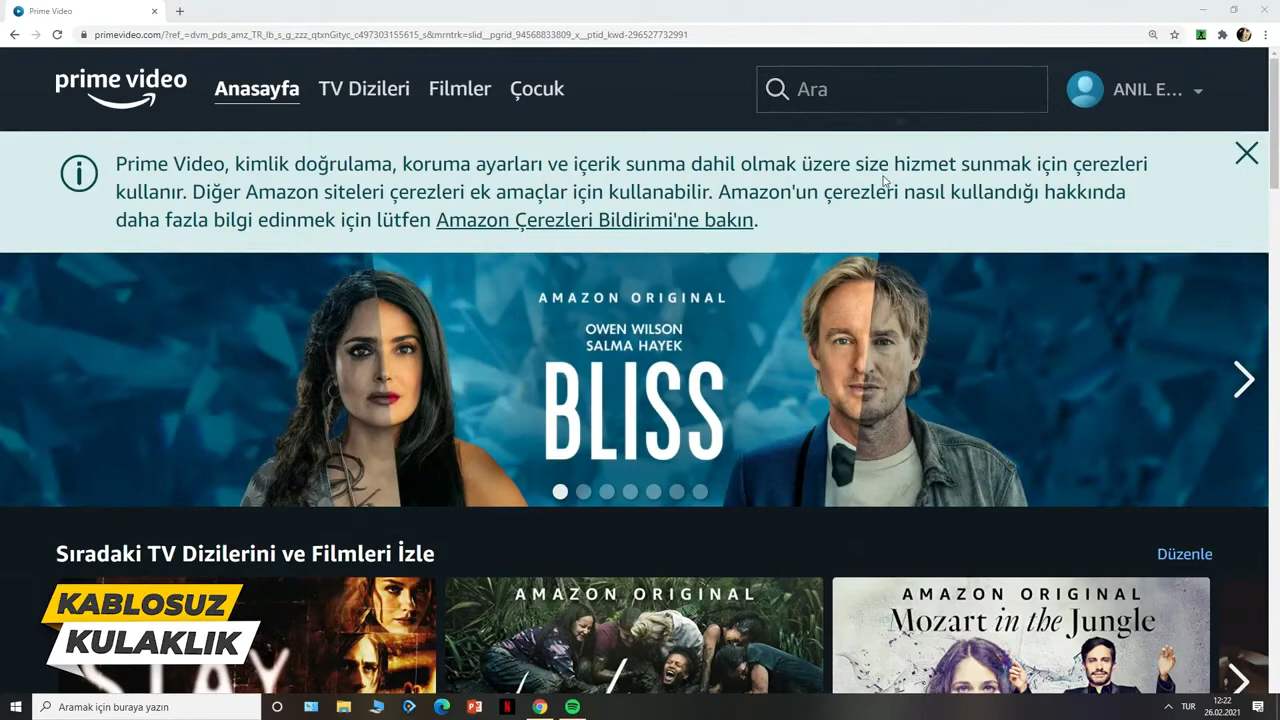 Prime Video
primevideo.com/?ref_=dvm_pds_amz_TR_lb_s_g_zzz_qtxnGityc_c497303155615_s&mrntrk=slid__pgrid_94568833809_x__ptid_kwd-296527732991
prime video
Anasayfa TV Dizileri Filmler Çocuk
Ara
ANIL E...
Prime Video, kimlik doğrulama, koruma ayarları ve içerik sunma dahil olmak üzere size hizmet sunmak için çerezleri
kullanır. Diğer Amazon siteleri çerezleri ek amaçlar için kullanabilir. Amazon'un çerezleri nasıl kullandığı hakkında
daha fazla bilgi edinmek için lütfen Amazon Çerezleri Bildirimi'ne bakın.
AMAZON ORIGINAL
OWEN WILSON
SALMA HAYEK
BLISS
Sıradaki TV Dizilerini ve Filmleri İzle
Düzenle
KABLOSUZ
KULAKLIK
STAY
AMAZON ORIGINAL
AMAZON ORIGINAL
Mozart in the Jungle
Aramak için buraya yazın
TUR
12:22
26.02.2021